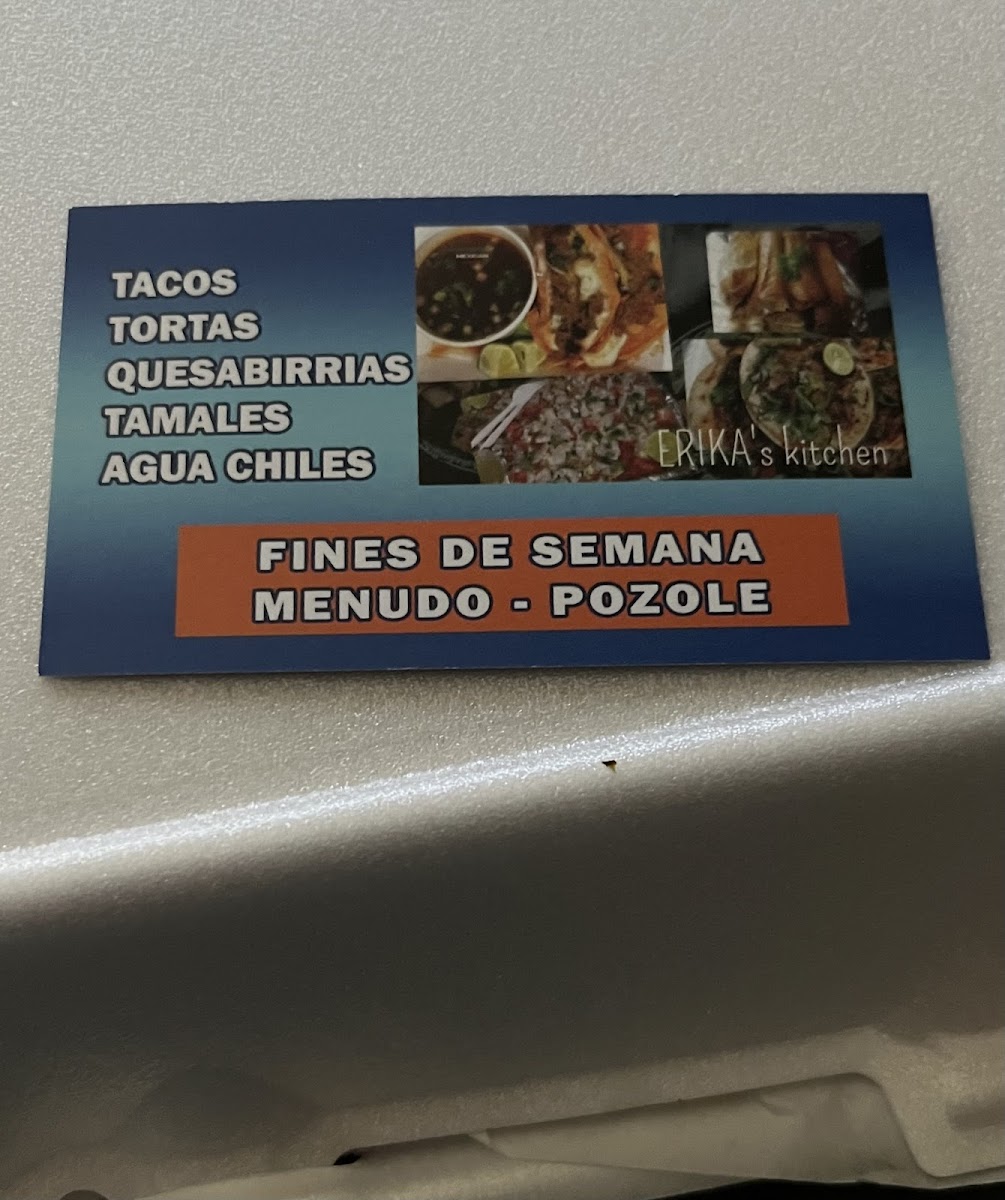 TACOS
TORTAS
QUESABIRRIAS
TAMALES
AGUA CHILES
ERIKA's kitchen
FINES DE SEMANA
MENUDO - POZOLE